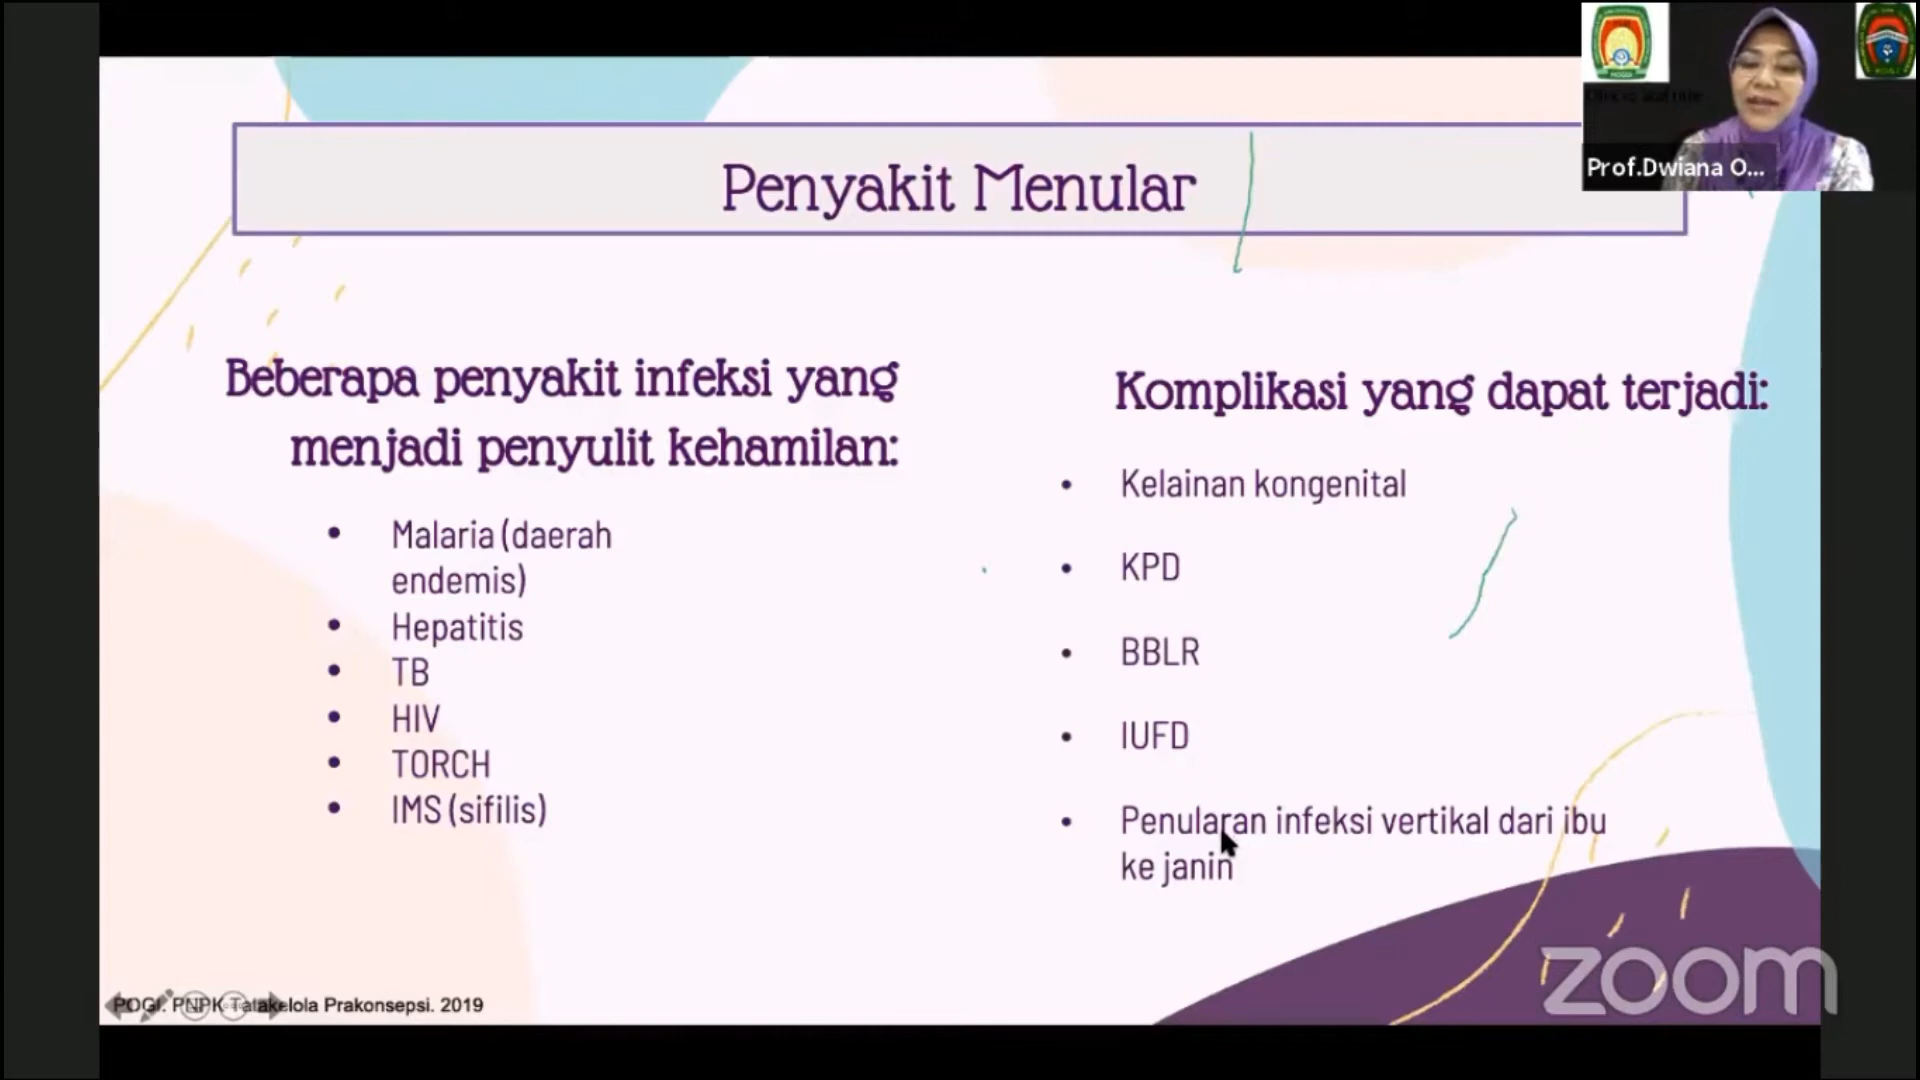 Penyakit Menular
Prof.Dwiana O...
Beberapa penyakit infeksi yang
menjadi penyulit kehamilan:
• Malaria (daerah
endemis)
• Hepatitis
• TB
• HIV
• TORCH
• IMS (sifilis)
Komplikasi yang dapat terjadi:
• Kelainan kongenital
• KPD
• BBLR
• IUFD
• Penularan infeksi vertikal dari ibu
ke janin
POGI. PNPK Tatakelola Prakonsepsi. 2019
zoom